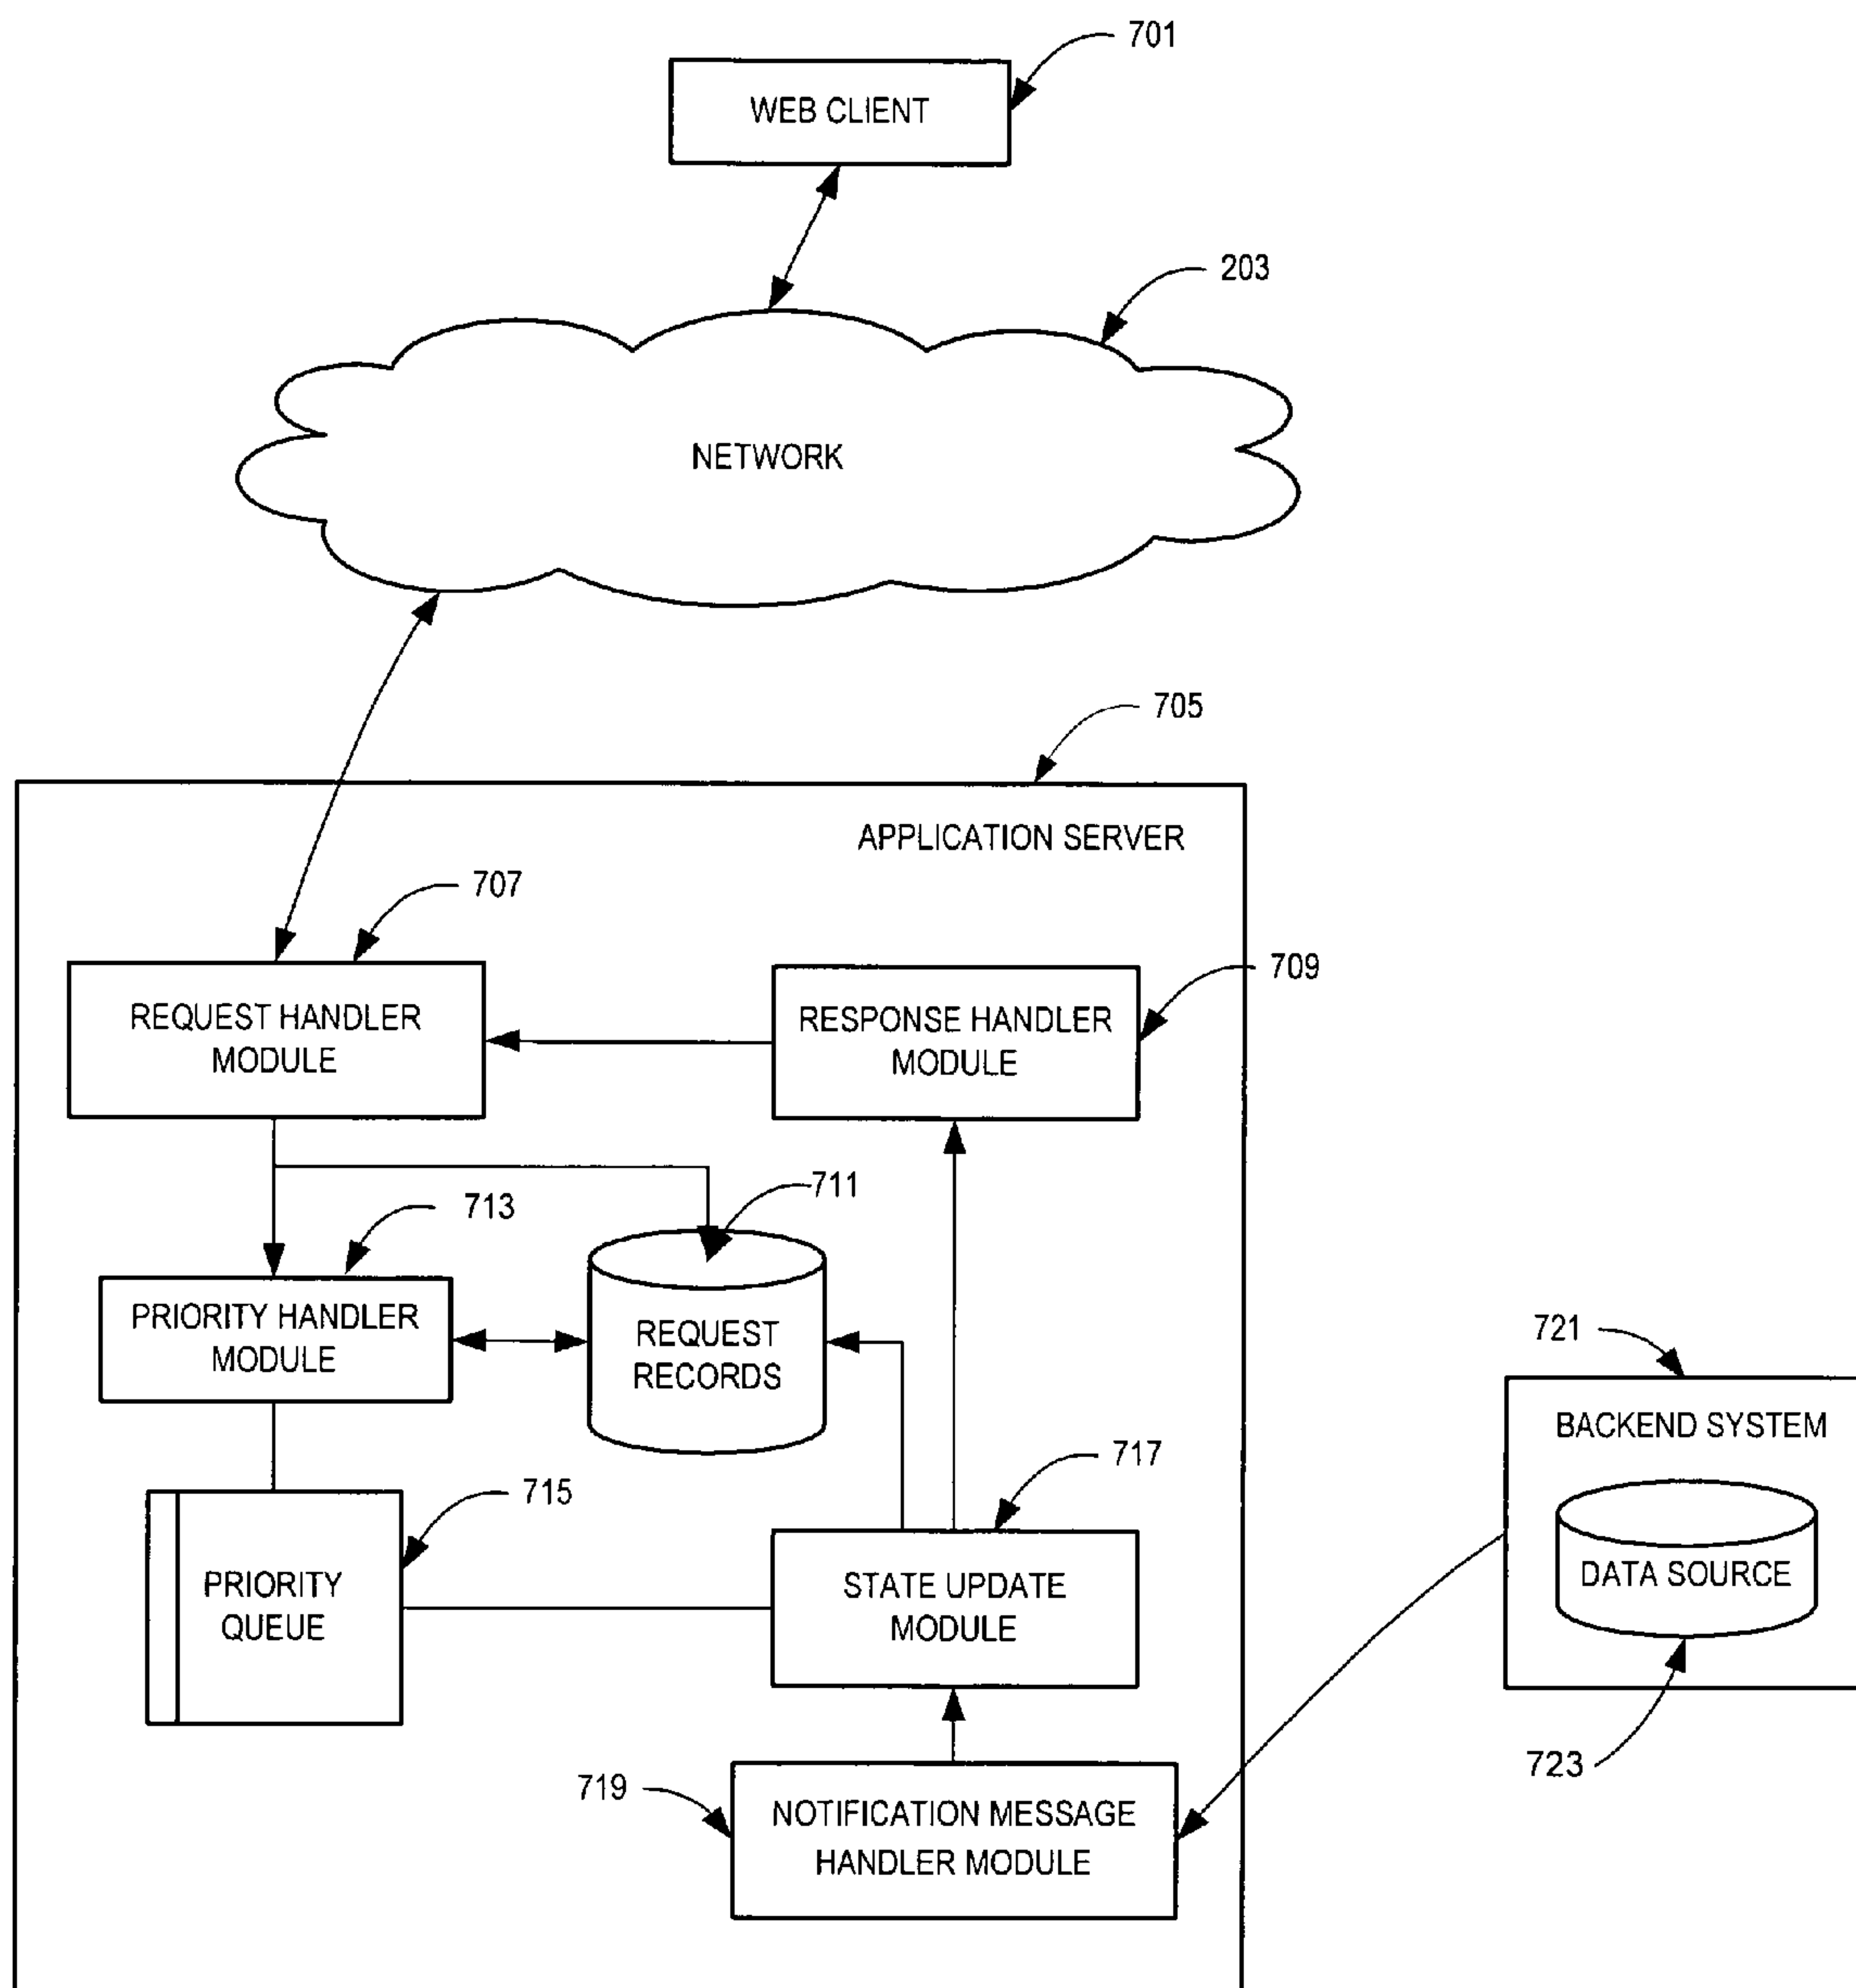 701
WEB CLIENT
203
NETWORK
705
APPLICATION SERVER
707
709
REQUEST HANDLER
MODULE
RESPONSE HANDLER
MODULE
711
713
PRIORITY HANDLER
MODULE
REQUEST
RECORDS
721
BACKEND SYSTEM
717
715
DATA SOURCE
PRIORITY
QUEUE
STATE UPDATE
MODULE
723
719
NOTIFICATION MESSAGE
HANDLER MODULE